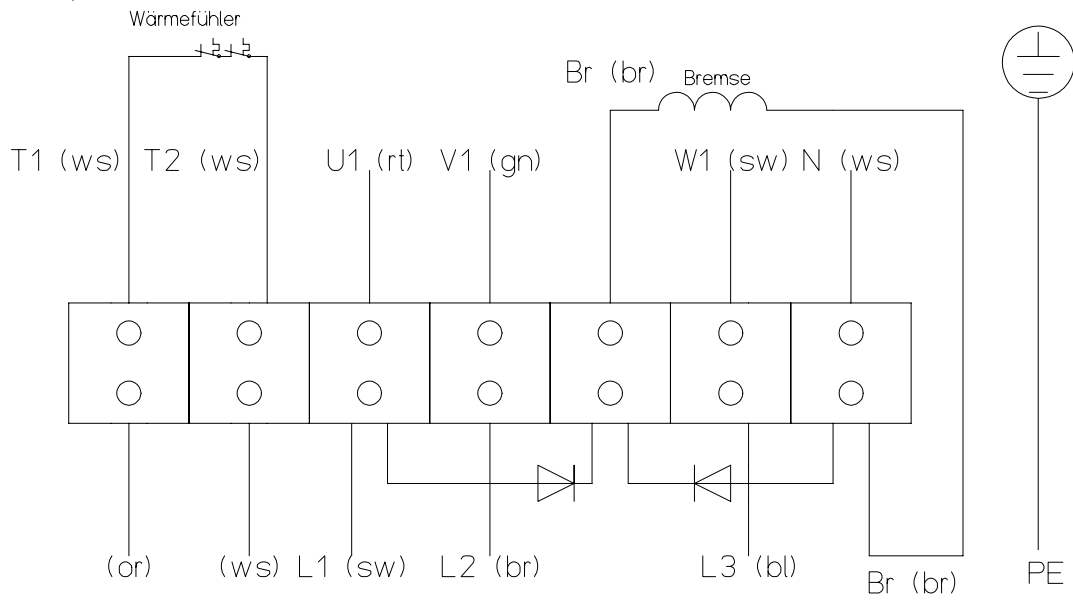 Wärmefühler
Br (br) Bremse
T1 (ws) T2 (ws) U1 (rt) V1 (gn) W1 (sw) N (ws)
(or) (ws) L1 (sw) L2 (br) L3 (bl) Br (br) PE